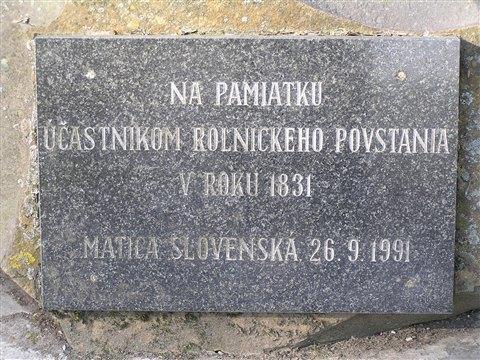 NA PAMIATKU
ÚČASTNÍKOM ROĽNÍCKEHO POVSTANIA
V ROKU 1831
MATICA SLOVENSKÁ 26. 9. 1991